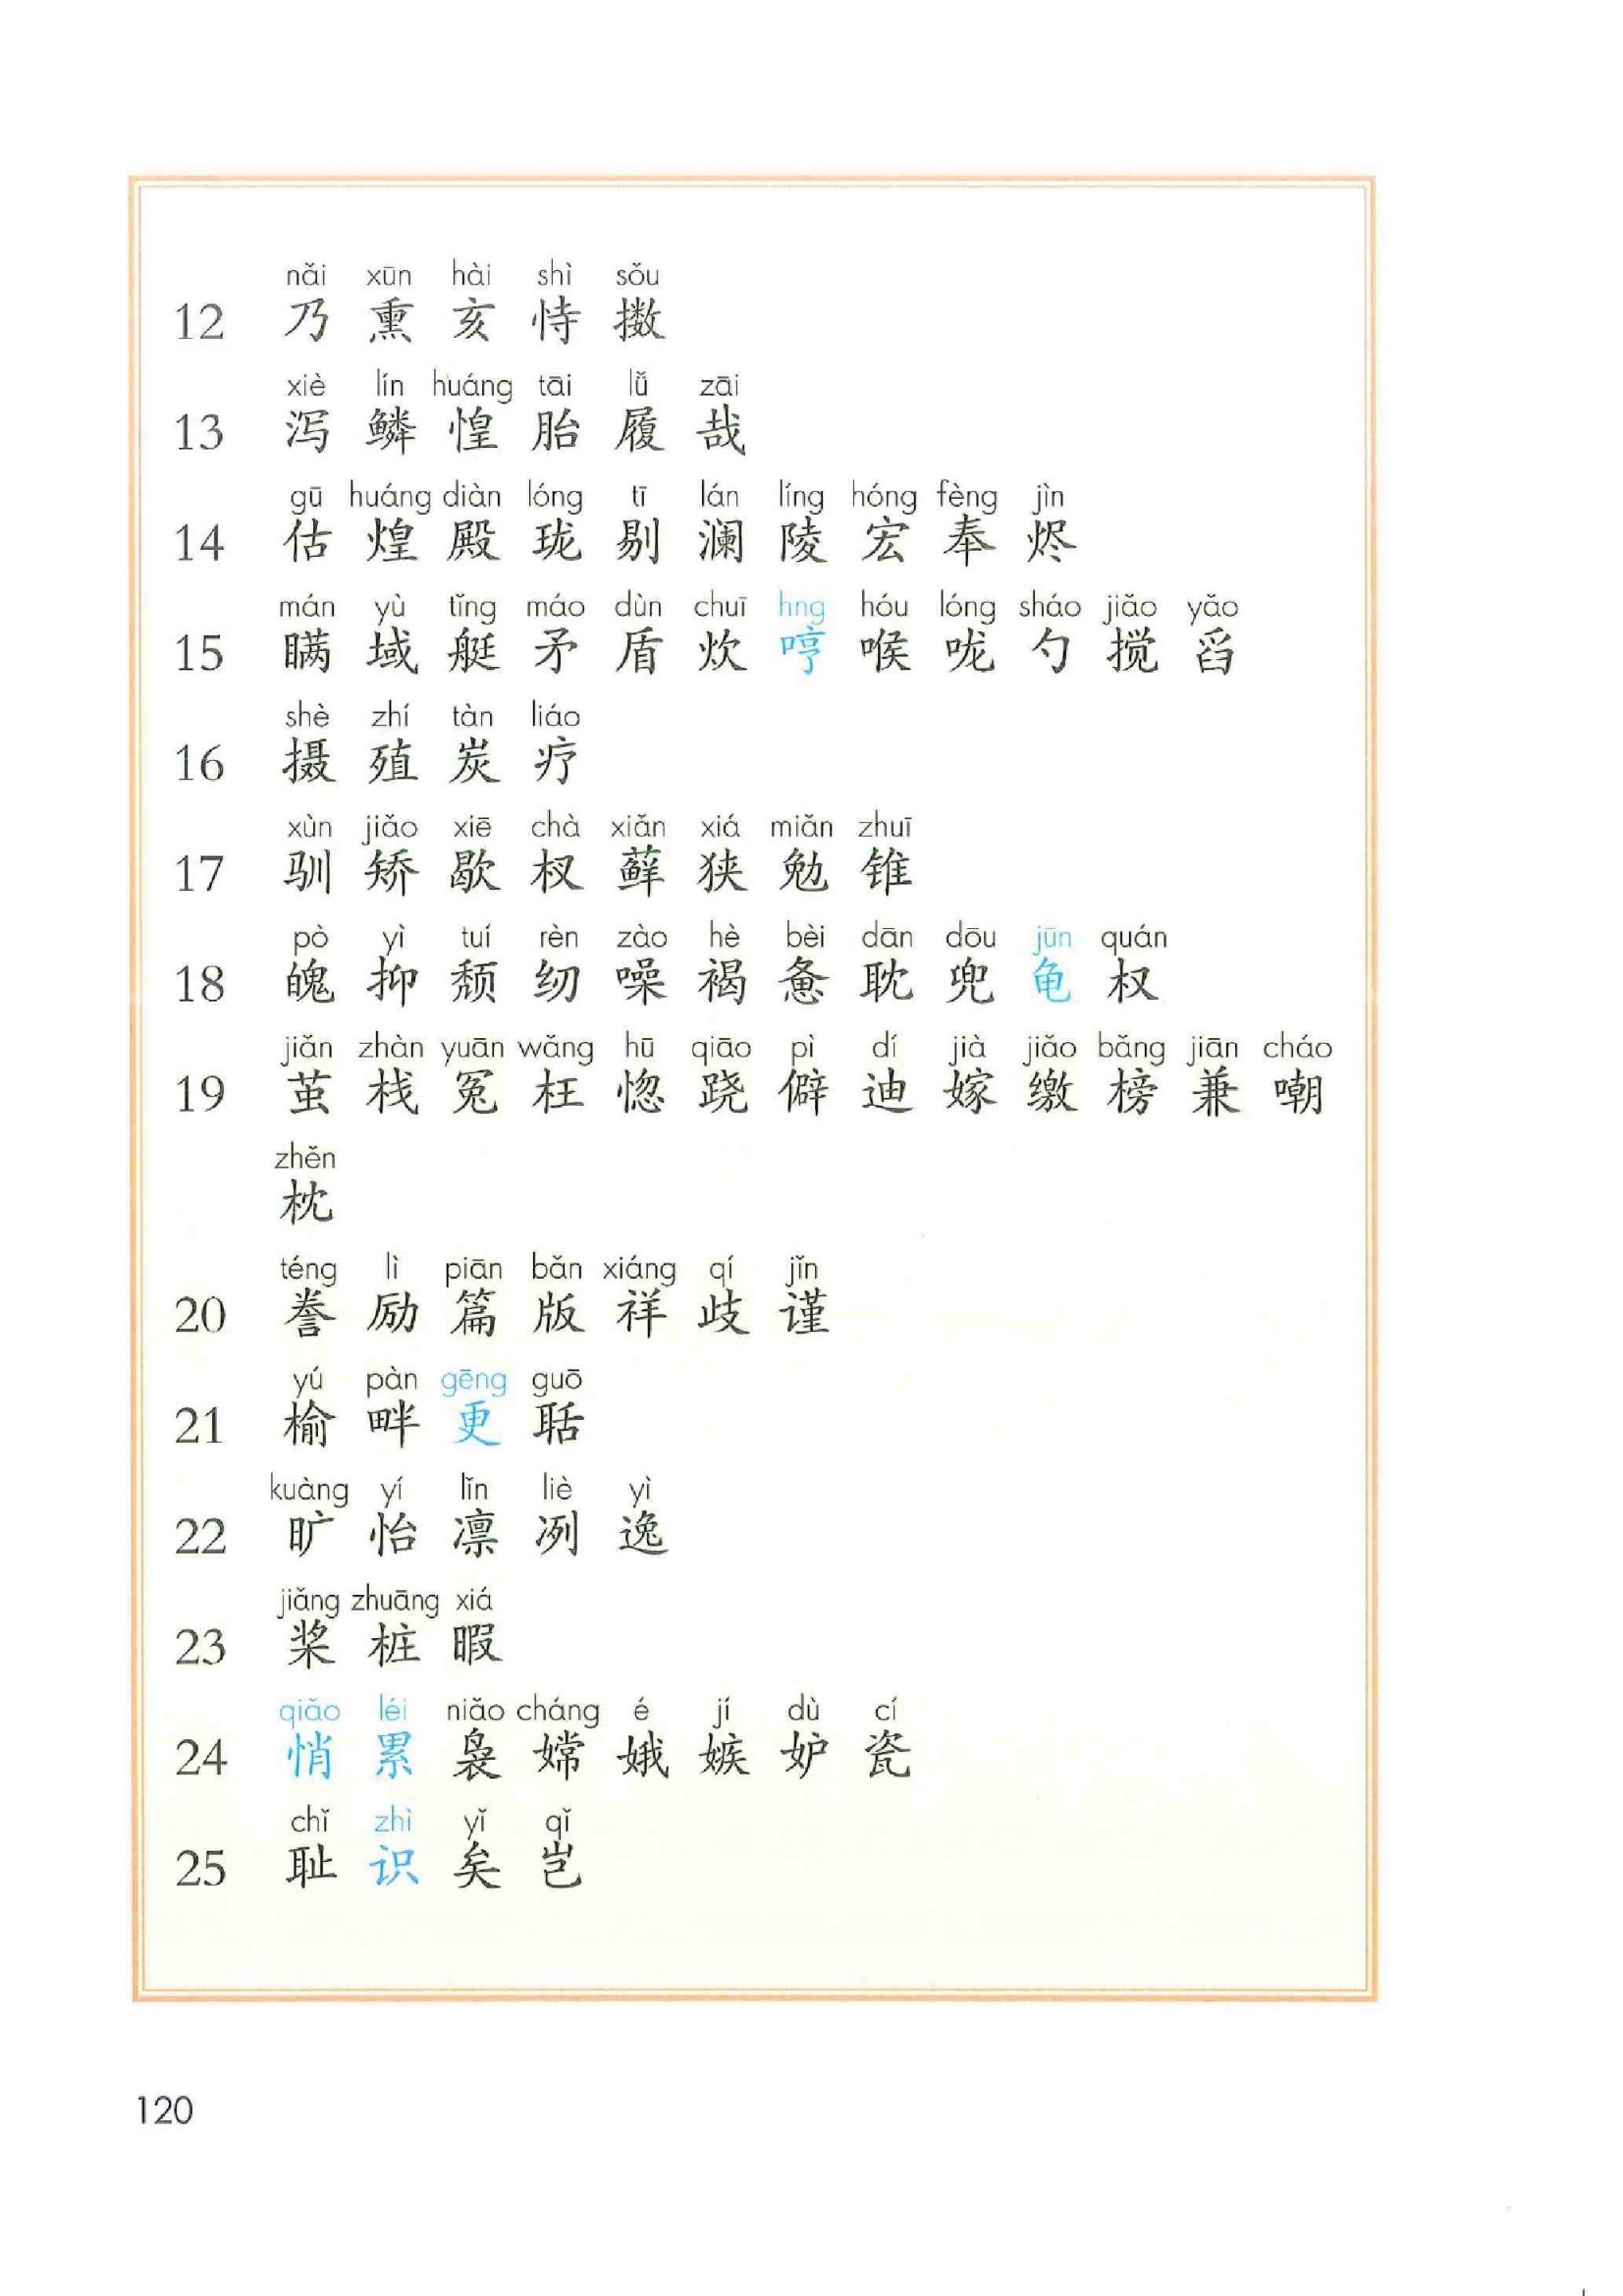 nǎi xūn hài shì sǒu
12 乃 熏 亥 恃 擞
xiè lín huáng tāi lǚ zāi
13 泻 鳞 惶 胎 履 哉
gū huáng diàn lóng tī lán líng hóng fèng jìn
14 估 煌 殿 珑 剔 澜 陵 宏 奉 烬
mán yù tǐng máo dùn chuī hng hóu lóng sháo jiǎo yǎo
15 瞒 域 艇 矛 盾 炊 哼 喉 咙 勺 搅 舀
shè zhí tàn liáo
16 摄 殖 炭 疗
xùn jiǎo xiē chà xiǎn xiá miǎn zhuī
17 驯 矫 歇 杈 藓 狭 勉 锥
pò yì tuí rèn zào hè bèi dān dōu jūn quán
18 魄 抑 颓 纫 噪 褐 惫 耽 兜 龟 权
jiǎn zhàn yuān wǎng hū qiāo pì dí jià jiǎo bǎng jiān cháo
19 茧 栈 冤 枉 惚 跷 僻 迪 嫁 缴 榜 兼 嘲
zhěn
枕
téng lì piān bǎn xiáng qí jǐn
20 誊 励 篇 版 祥 歧 谨
yú pàn gēng guō
21 榆 畔 更 聒
kuàng yí lǐn liè yì
22 旷 怡 凛 冽 逸
jiǎng zhuāng xiá
23 桨 桩 暇
qiǎo léi niǎo cháng é jí dù cí
24 悄 累 袅 嫦 娥 嫉 妒 瓷
chǐ zhì yǐ qǐ
25 耻 识 矣 岂
120